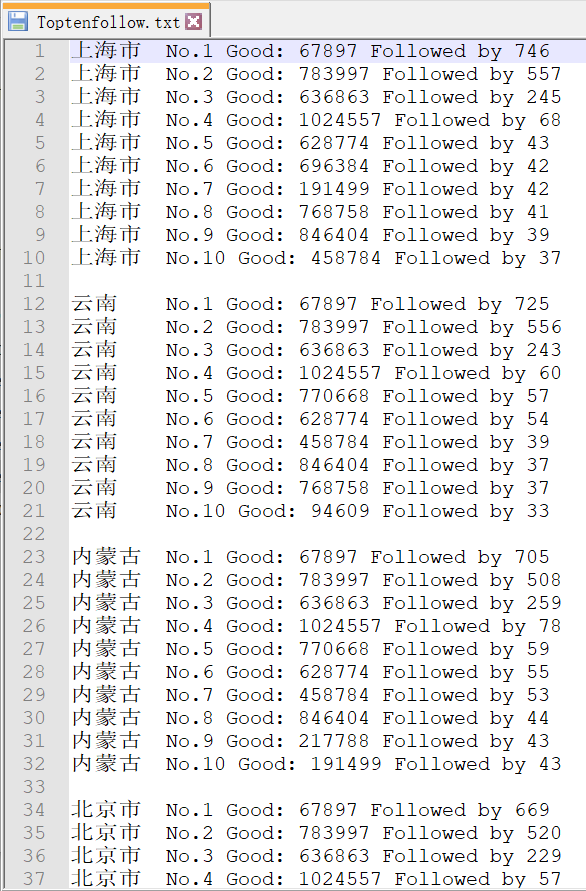 Toptenfollow.txt
1 上海市 No.1 Good: 67897 Followed by 746
2 上海市 No.2 Good: 783997 Followed by 557
3 上海市 No.3 Good: 636863 Followed by 245
4 上海市 No.4 Good: 1024557 Followed by 68
5 上海市 No.5 Good: 628774 Followed by 43
6 上海市 No.6 Good: 696384 Followed by 42
7 上海市 No.7 Good: 191499 Followed by 42
8 上海市 No.8 Good: 768758 Followed by 41
9 上海市 No.9 Good: 846404 Followed by 39
10 上海市 No.10 Good: 458784 Followed by 37
11
12 云南 No.1 Good: 67897 Followed by 725
13 云南 No.2 Good: 783997 Followed by 556
14 云南 No.3 Good: 636863 Followed by 243
15 云南 No.4 Good: 1024557 Followed by 60
16 云南 No.5 Good: 770668 Followed by 57
17 云南 No.6 Good: 628774 Followed by 54
18 云南 No.7 Good: 458784 Followed by 39
19 云南 No.8 Good: 846404 Followed by 37
20 云南 No.9 Good: 768758 Followed by 37
21 云南 No.10 Good: 94609 Followed by 33
22
23 内蒙古 No.1 Good: 67897 Followed by 705
24 内蒙古 No.2 Good: 783997 Followed by 508
25 内蒙古 No.3 Good: 636863 Followed by 259
26 内蒙古 No.4 Good: 1024557 Followed by 78
27 内蒙古 No.5 Good: 770668 Followed by 59
28 内蒙古 No.6 Good: 628774 Followed by 55
29 内蒙古 No.7 Good: 458784 Followed by 53
30 内蒙古 No.8 Good: 846404 Followed by 44
31 内蒙古 No.9 Good: 217788 Followed by 43
32 内蒙古 No.10 Good: 191499 Followed by 43
33
34 北京市 No.1 Good: 67897 Followed by 669
35 北京市 No.2 Good: 783997 Followed by 520
36 北京市 No.3 Good: 636863 Followed by 229
37 北京市 No.4 Good: 1024557 Followed by 57